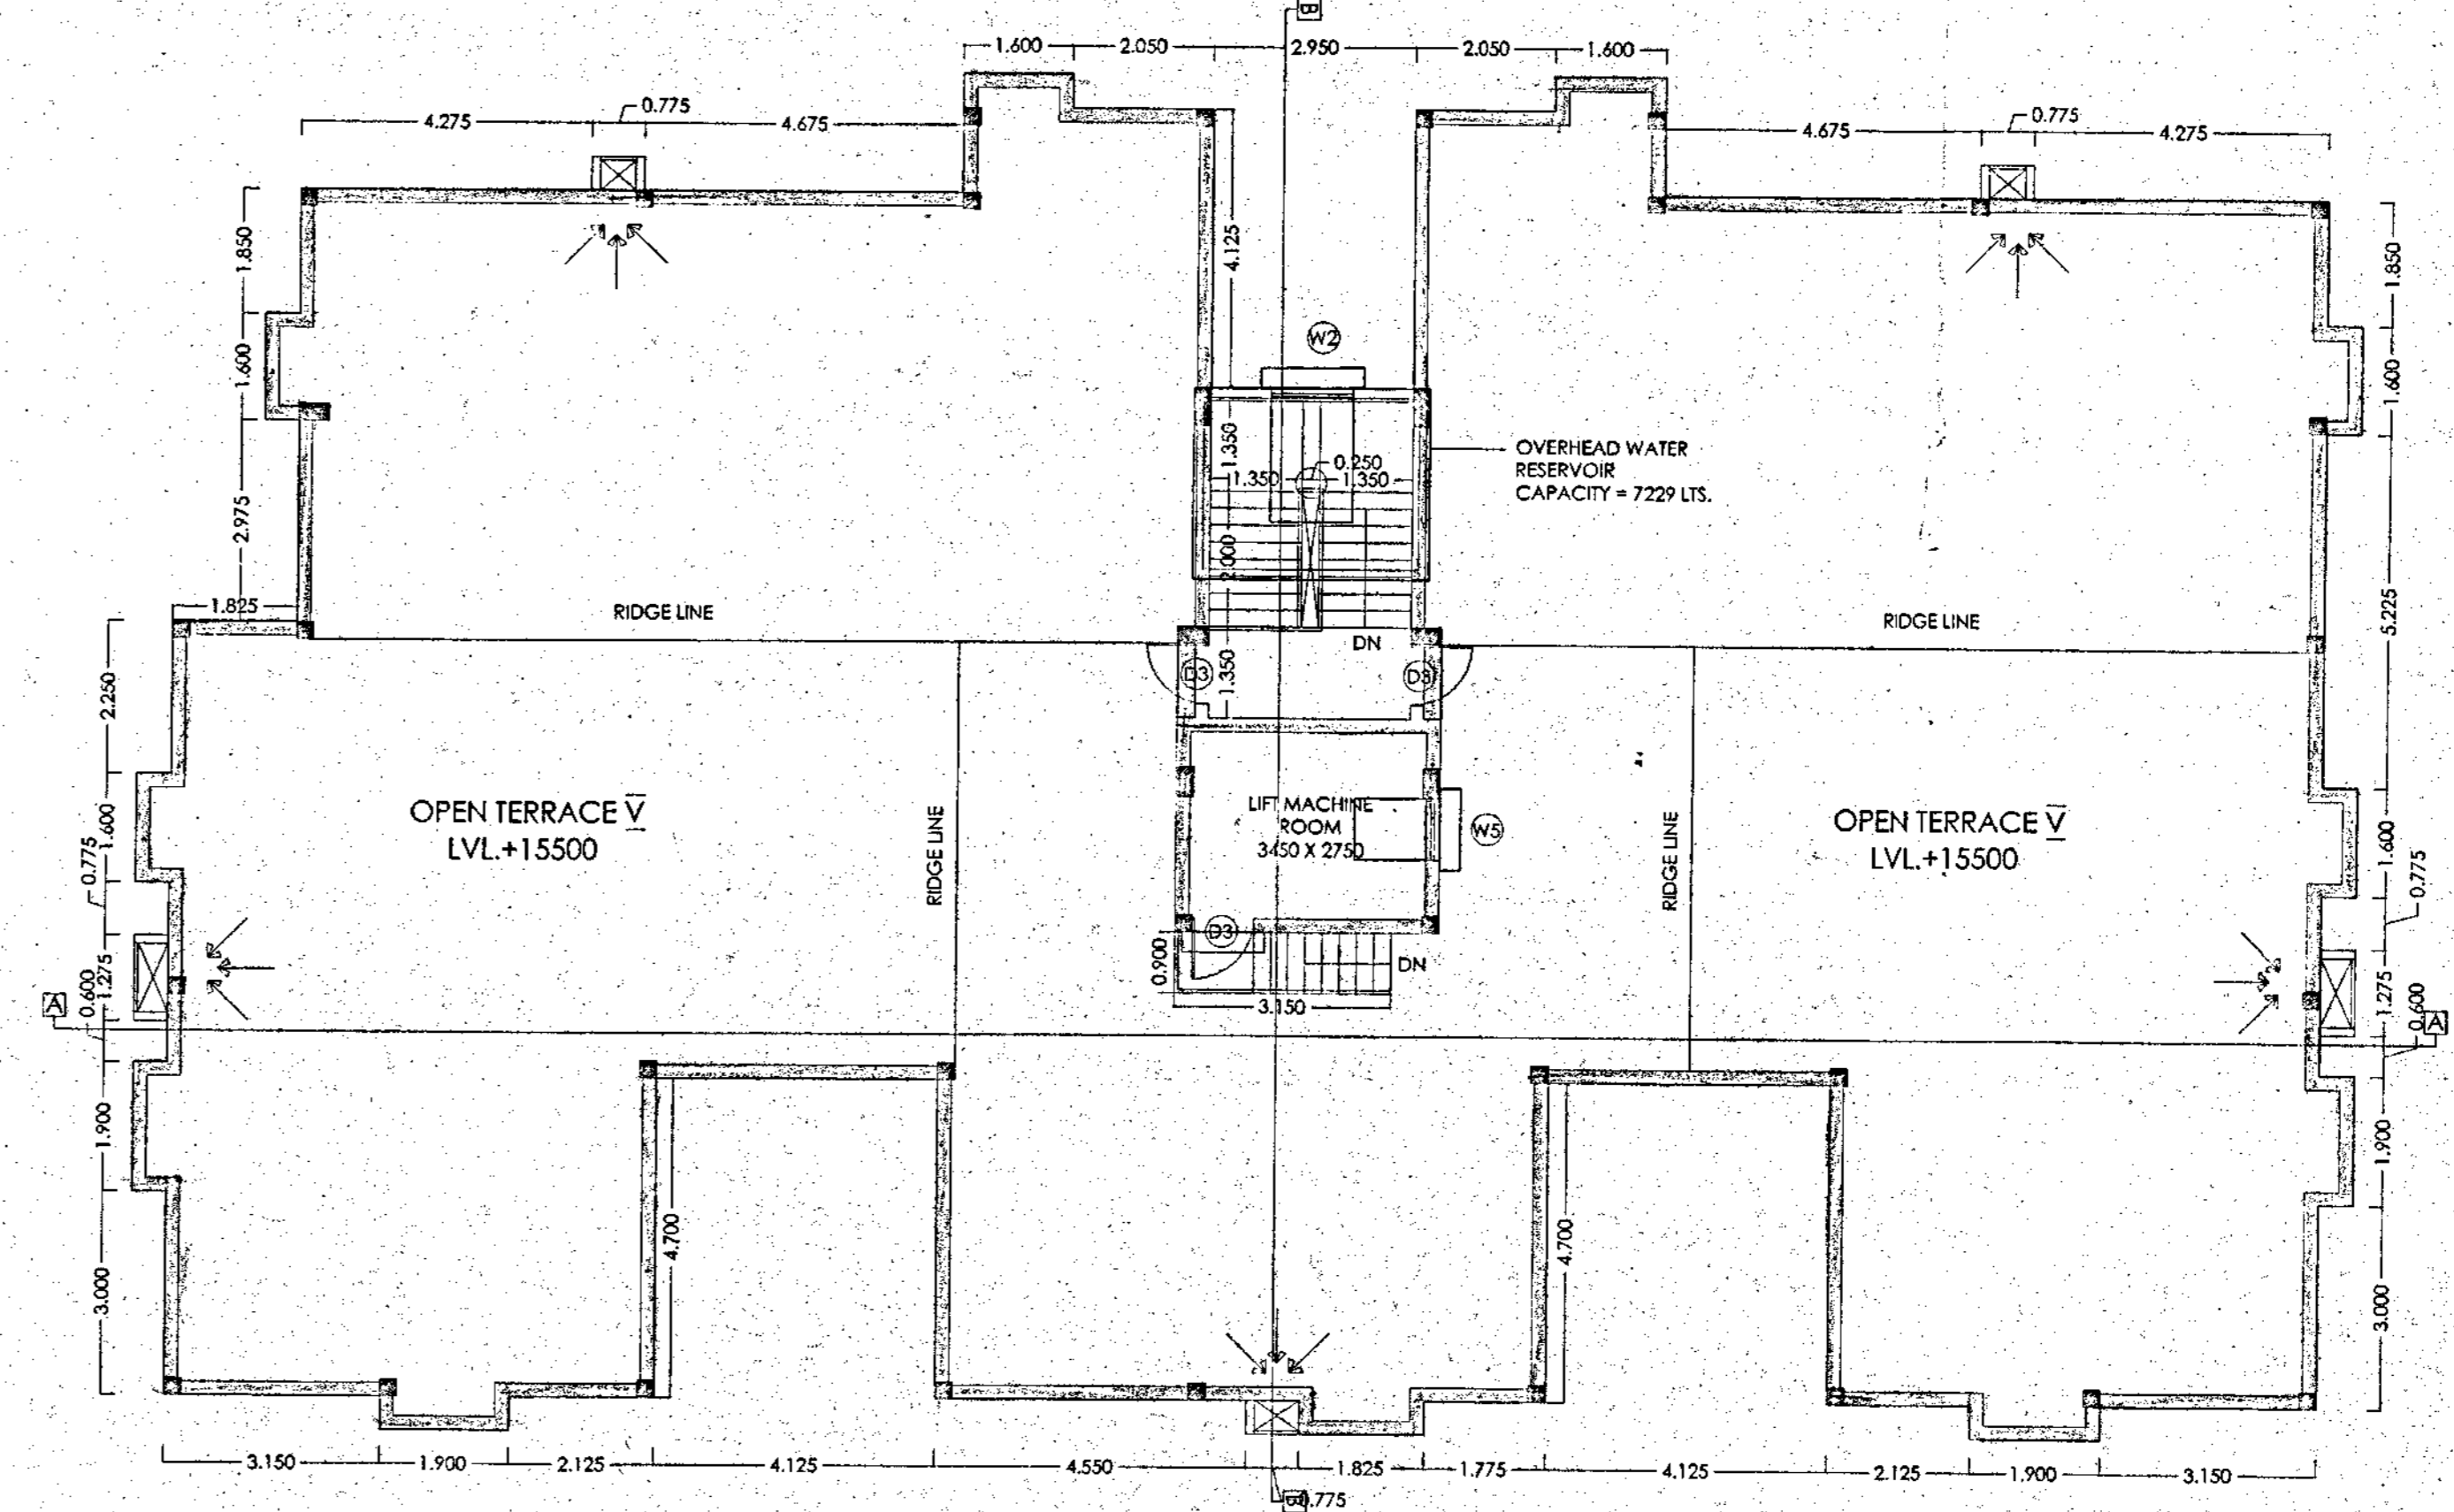 B
1.600 2.050 2.950 2.050 1.600
4.275 0.775 4.675
4.675 0.775 4.275
1.850
1.600
2.975
1.825
4.125
W2
1.350
1.350 0.250 1.350
2.000
OVERHEAD WATER
RESERVOIR
CAPACITY = 7229 LTS.
1.850
1.600
5.225
RIDGE LINE
RIDGE LINE
DN
D3 D3
1.350
2.250
1.600
0.775
1.275
0.600
A
1.900
3.000
OPEN TERRACE V
LVL.+15500
RIDGE LINE
LIFT MACHINE
ROOM
3450 X 2750
W5
D3
DN
0.900
3.150
RIDGE LINE
OPEN TERRACE V
LVL.+15500
1.600
0.775
1.275
0.600
A
1.900
3.000
4.700
4.700
3.150 1.900 2.125 4.125 4.550 1.825 1.775 4.125 2.125 1.900 3.150
B 0.775